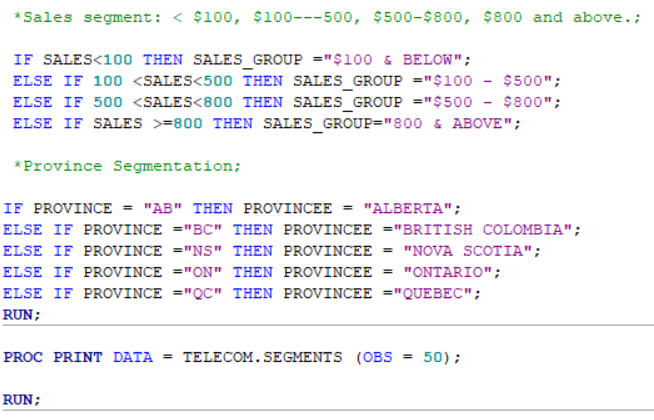 *Sales segment: < $100, $100---500, $500-$800, $800 and above.;
IF SALES<100 THEN SALES_GROUP ="$100 & BELOW";
ELSE IF 100 <SALES<500 THEN SALES_GROUP ="$100 - $500";
ELSE IF 500 <SALES<800 THEN SALES_GROUP ="$500 - $800";
ELSE IF SALES >=800 THEN SALES_GROUP="800 & ABOVE";
*Province Segmentation;
IF PROVINCE = "AB" THEN PROVINCEE = "ALBERTA";
ELSE IF PROVINCE ="BC" THEN PROVINCEE ="BRITISH COLOMBIA";
ELSE IF PROVINCE ="NS" THEN PROVINCEE = "NOVA SCOTIA";
ELSE IF PROVINCE ="ON" THEN PROVINCEE = "ONTARIO";
ELSE IF PROVINCE ="QC" THEN PROVINCEE ="QUEBEC";
RUN;
PROC PRINT DATA = TELECOM.SEGMENTS (OBS = 50);
RUN;